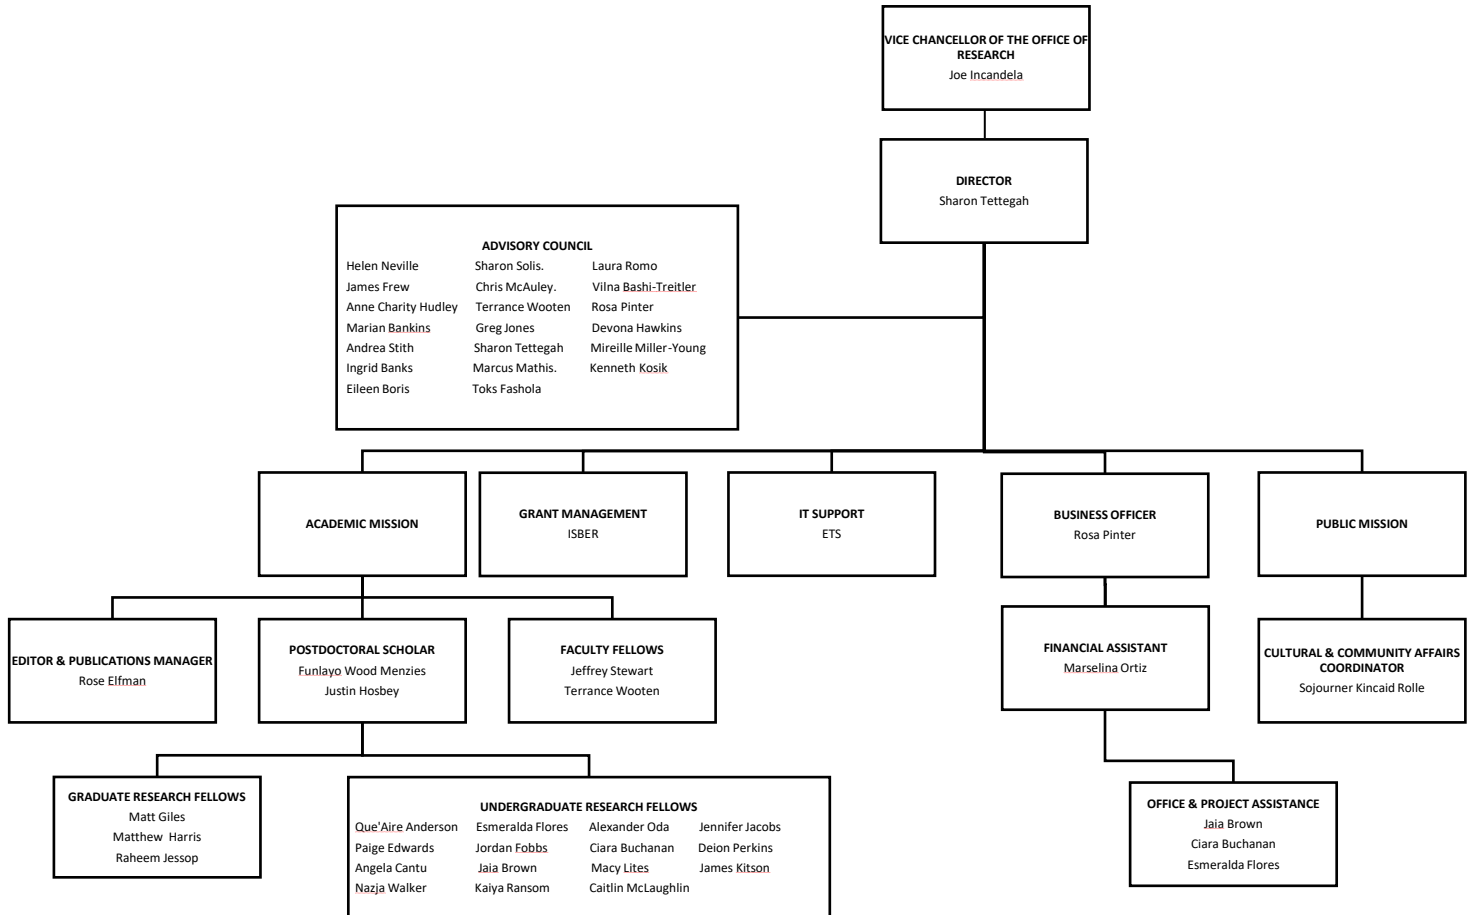 VICE CHANCELLOR OF THE OFFICE OF
RESEARCH
Joe Incandela
DIRECTOR
Sharon Tettegah
ADVISORY COUNCIL
Helen Neville Sharon Solis. Laura Romo
James Frew Chris McAuley. Vilna Bashi-Treitler
Anne Charity Hudley Terrance Wooten Rosa Pinter
Marian Bankins Greg Jones Devona Hawkins
Andrea Stith Sharon Tettegah Mireille Miller-Young
Ingrid Banks Marcus Mathis. Kenneth Kosik
Eileen Boris Toks Fashola
ACADEMIC MISSION
GRANT MANAGEMENT
ISBER
IT SUPPORT
ETS
BUSINESS OFFICER
Rosa Pinter
PUBLIC MISSION
EDITOR & PUBLICATIONS MANAGER
Rose Elfman
POSTDOCTORAL SCHOLAR
Funlayo Wood Menzies
Justin Hosbey
FACULTY FELLOWS
Jeffrey Stewart
Terrance Wooten
FINANCIAL ASSISTANT
Marselina Ortiz
CULTURAL & COMMUNITY AFFAIRS
COORDINATOR
Sojourner Kincaid Rolle
GRADUATE RESEARCH FELLOWS
Matt Giles
Matthew Harris
Raheem Jessop
UNDERGRADUATE RESEARCH FELLOWS
Que'Aire Anderson Esmeralda Flores Alexander Oda Jennifer Jacobs
Paige Edwards Jordan Fobbs Ciara Buchanan Deion Perkins
Angela Cantu Jaia Brown Macy Lites James Kitson
Nazja Walker Kaiya Ransom Caitlin McLaughlin
OFFICE & PROJECT ASSISTANCE
Jaia Brown
Ciara Buchanan
Esmeralda Flores